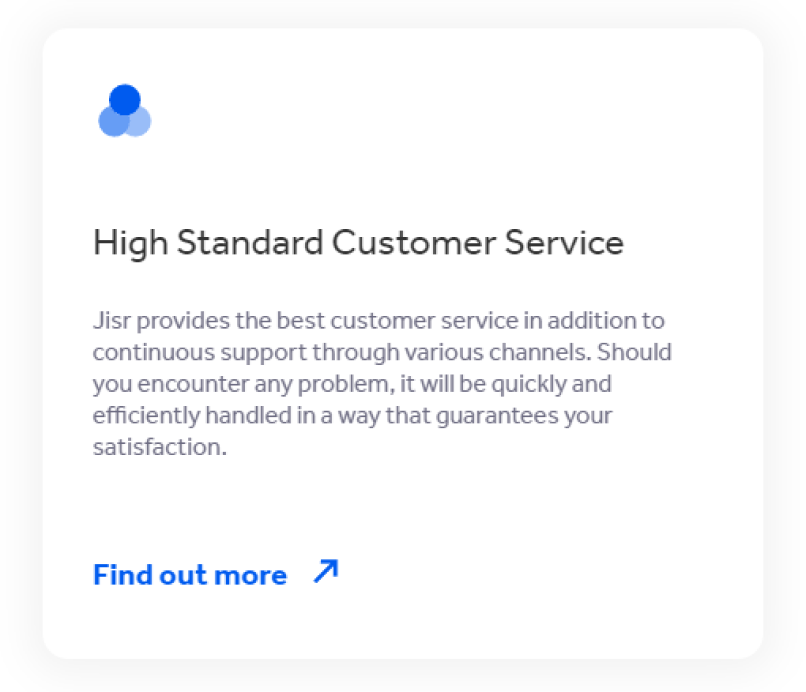 High Standard Customer Service
Jisr provides the best customer service in addition to
continuous support through various channels. Should
you encounter any problem, it will be quickly and
efficiently handled in a way that guarantees your
satisfaction.
Find out more